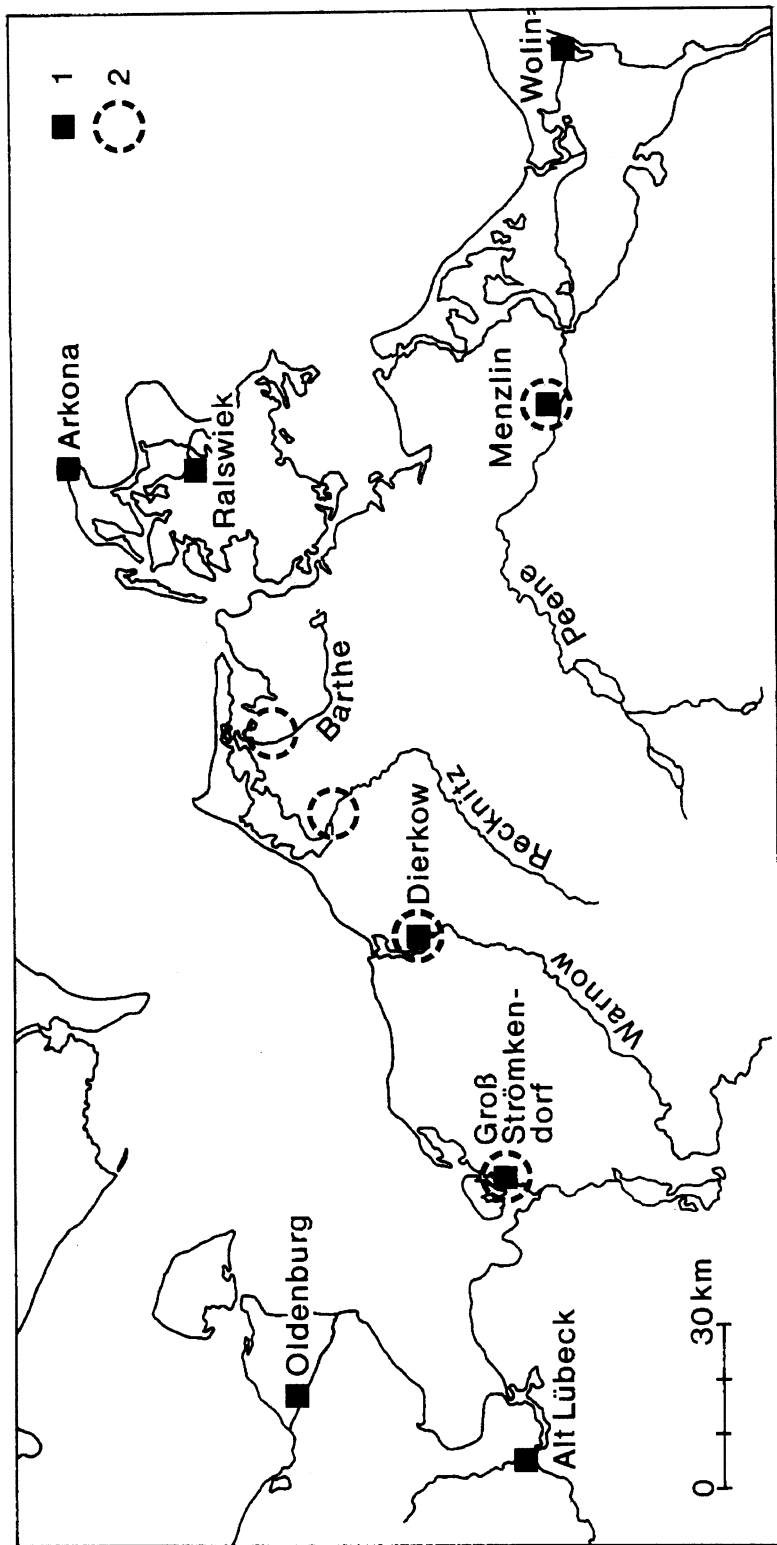 1
2
Arkona
Ralswiek
Wolin
Barthe
Menzlin
Peene
Recknitz
Dierkow
Warnow
Groß
Strömken-
dorf
Oldenburg
Alt Lübeck
0 30 km